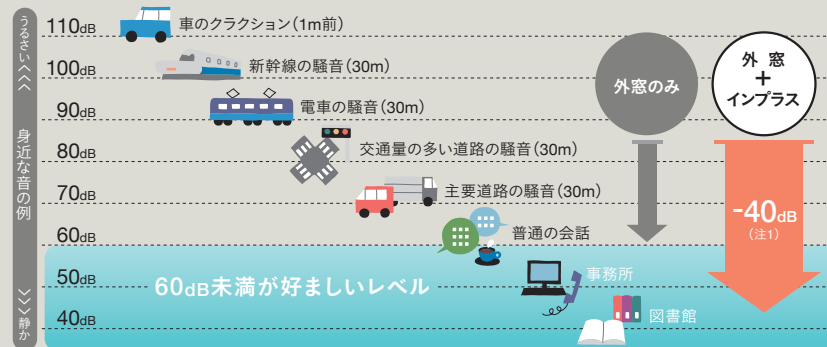 うるさい
身近な音の例
静か
110dB
車のクラクション（1m前）
100dB
新幹線の騒音（30m）
90dB
電車の騒音（30m）
80dB
交通量の多い道路の騒音（30m）
70dB
主要道路の騒音（30m）
60dB
普通の会話
60dB未満が好ましいレベル
50dB
事務所
40dB
図書館
外窓のみ
外窓
＋
インプラス
-40dB
（注1）